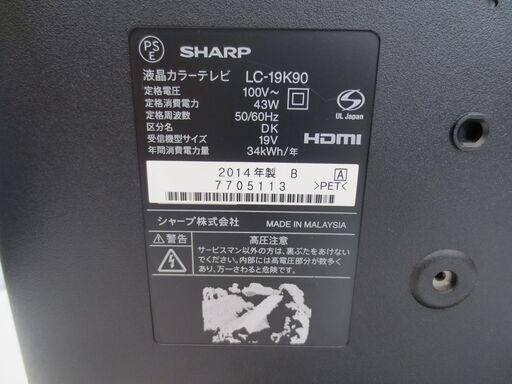 PS E SHARP
液晶カラーテレビ LC-19K90
定格電圧 100V～
定格消費電力 43W
定格周波数 50/60Hz
区分名 DK
受信機型サイズ 19V
年間消費電力量 34kWh/年
UL Japan
HDMI
2014年製 B A
7705113 >PET<
シャープ株式会社 MADE IN MALAYSIA
⚠警告 高圧注意
サービスマン以外の方は、裏ぶたをあけない
でください。内部には高電圧部分が数多く
あり、万一さわると危険です。